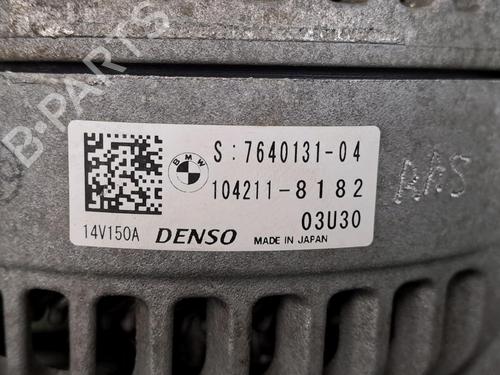 B-PARTS
BMW
S:7640131-04
104211-8182
03U30
14V150A DENSO MADE IN JAPAN